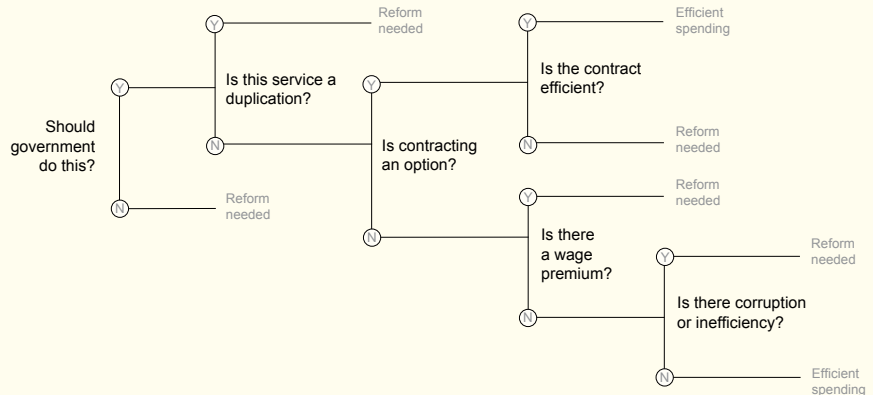 Should
government
do this?
Y
N
Reform
needed
Is this service a
duplication?
Y
N
Reform
needed
Is contracting
an option?
Y
N
Is the contract
efficient?
Y
N
Efficient
spending
Reform
needed
Is there
a wage
premium?
Y
N
Reform
needed
Is there corruption
or inefficiency?
Y
N
Reform
needed
Efficient
spending